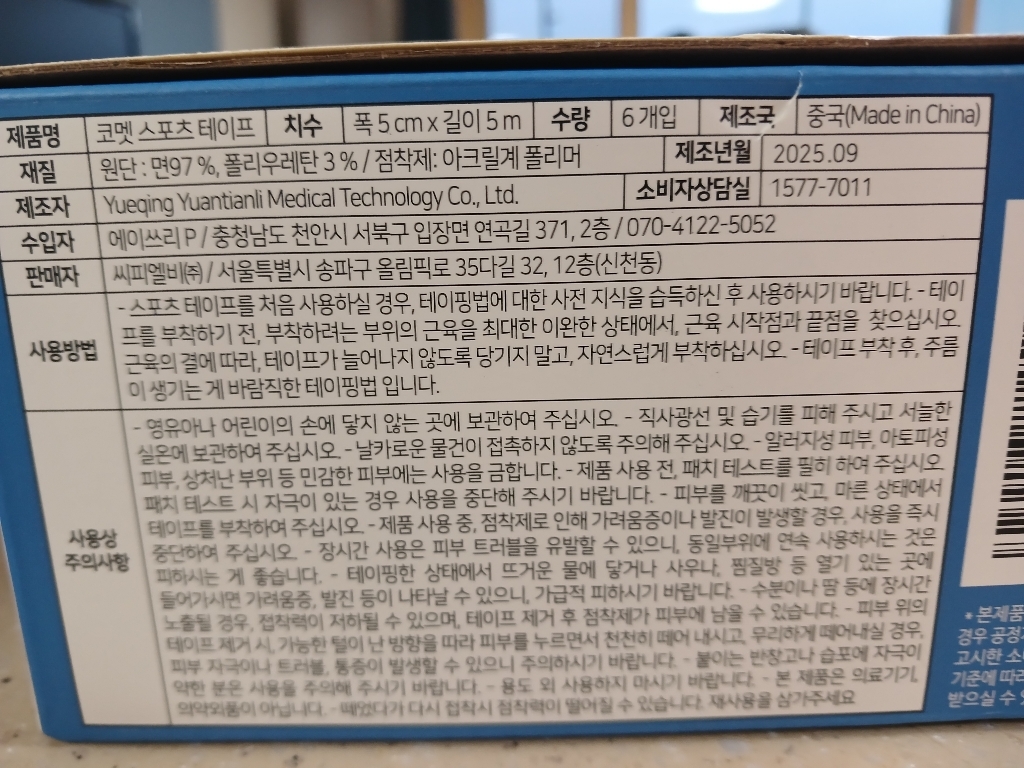 제품명 코멧 스포츠 테이프 치수 폭 5 cm x 길이 5 m 수량 6 개입 제조국 중국(Made in China)
재질 원단 : 면97 %, 폴리우레탄 3 % / 점착제: 아크릴계 폴리머 제조년월 2025.09
제조자 Yueqing Yuantianli Medical Technology Co., Ltd. 소비자상담실 1577-7011
수입자 에이쓰리 P / 충청남도 천안시 서북구 입장면 연곡길 371, 2층 / 070-4122-5052
판매자 씨피엘비㈜ / 서울특별시 송파구 올림픽로 35다길 32, 12층(신천동)
사용방법
- 스포츠 테이프를 처음 사용하실 경우, 테이핑법에 대한 사전 지식을 습득하신 후 사용하시기 바랍니다. - 테이
프를 부착하기 전, 부착하려는 부위의 근육을 최대한 이완한 상태에서, 근육 시작점과 끝점을 찾으십시오.
근육의 결에 따라, 테이프가 늘어나지 않도록 당기지 말고, 자연스럽게 부착하십시오. - 테이프 부착 후, 주름
이 생기는 게 바람직한 테이핑법 입니다.
사용상
주의사항
- 영유아나 어린이의 손에 닿지 않는 곳에 보관하여 주십시오. - 직사광선 및 습기를 피해 주시고 서늘한
실온에 보관하여 주십시오. - 날카로운 물건이 접촉하지 않도록 주의해 주십시오. - 알러지성 피부, 아토피성
피부, 상처난 부위 등 민감한 피부에는 사용을 금합니다. - 제품 사용 전, 패치 테스트를 필히 하여 주십시오.
패치 테스트 시 자극이 있는 경우 사용을 중단해 주시기 바랍니다. - 피부를 깨끗이 씻고, 마른 상태에서
테이프를 부착하여 주십시오. - 제품 사용 중, 점착제로 인해 가려움증이나 발진이 발생할 경우, 사용을 즉시
중단하여 주십시오. - 장시간 사용은 피부 트러블을 유발할 수 있으니, 동일부위에 연속 사용하시는 것은
피하시는 게 좋습니다. - 테이핑한 상태에서 뜨거운 물에 닿거나 사우나, 찜질방 등 열기 있는 곳에
들어가시면 가려움증, 발진 등이 나타날 수 있으니, 가급적 피하시기 바랍니다. - 수분이나 땀 등에 장시간
노출될 경우, 접착력이 저하될 수 있으며, 테이프 제거 후 점착제가 피부에 남을 수 있습니다. - 피부 위의
테이프 제거 시, 가능한 털이 난 방향을 따라 피부를 누르면서 천천히 떼어 내시고, 무리하게 떼어내실 경우,
피부 자극이나 트러블, 통증이 발생할 수 있으니 주의하시기 바랍니다. - 붙이는 반창고나 습포에 자극이
약한 분은 사용을 주의해 주시기 바랍니다. - 용도 외 사용하지 마시기 바랍니다. - 본 제품은 의료기기,
의약외품이 아닙니다. - 떼었다가 다시 접착시 점착력이 떨어질 수 있습니다. 재사용을 삼가주세요
* 본제품
경우 공정
고시한 소
기준에 따라
받으실 수